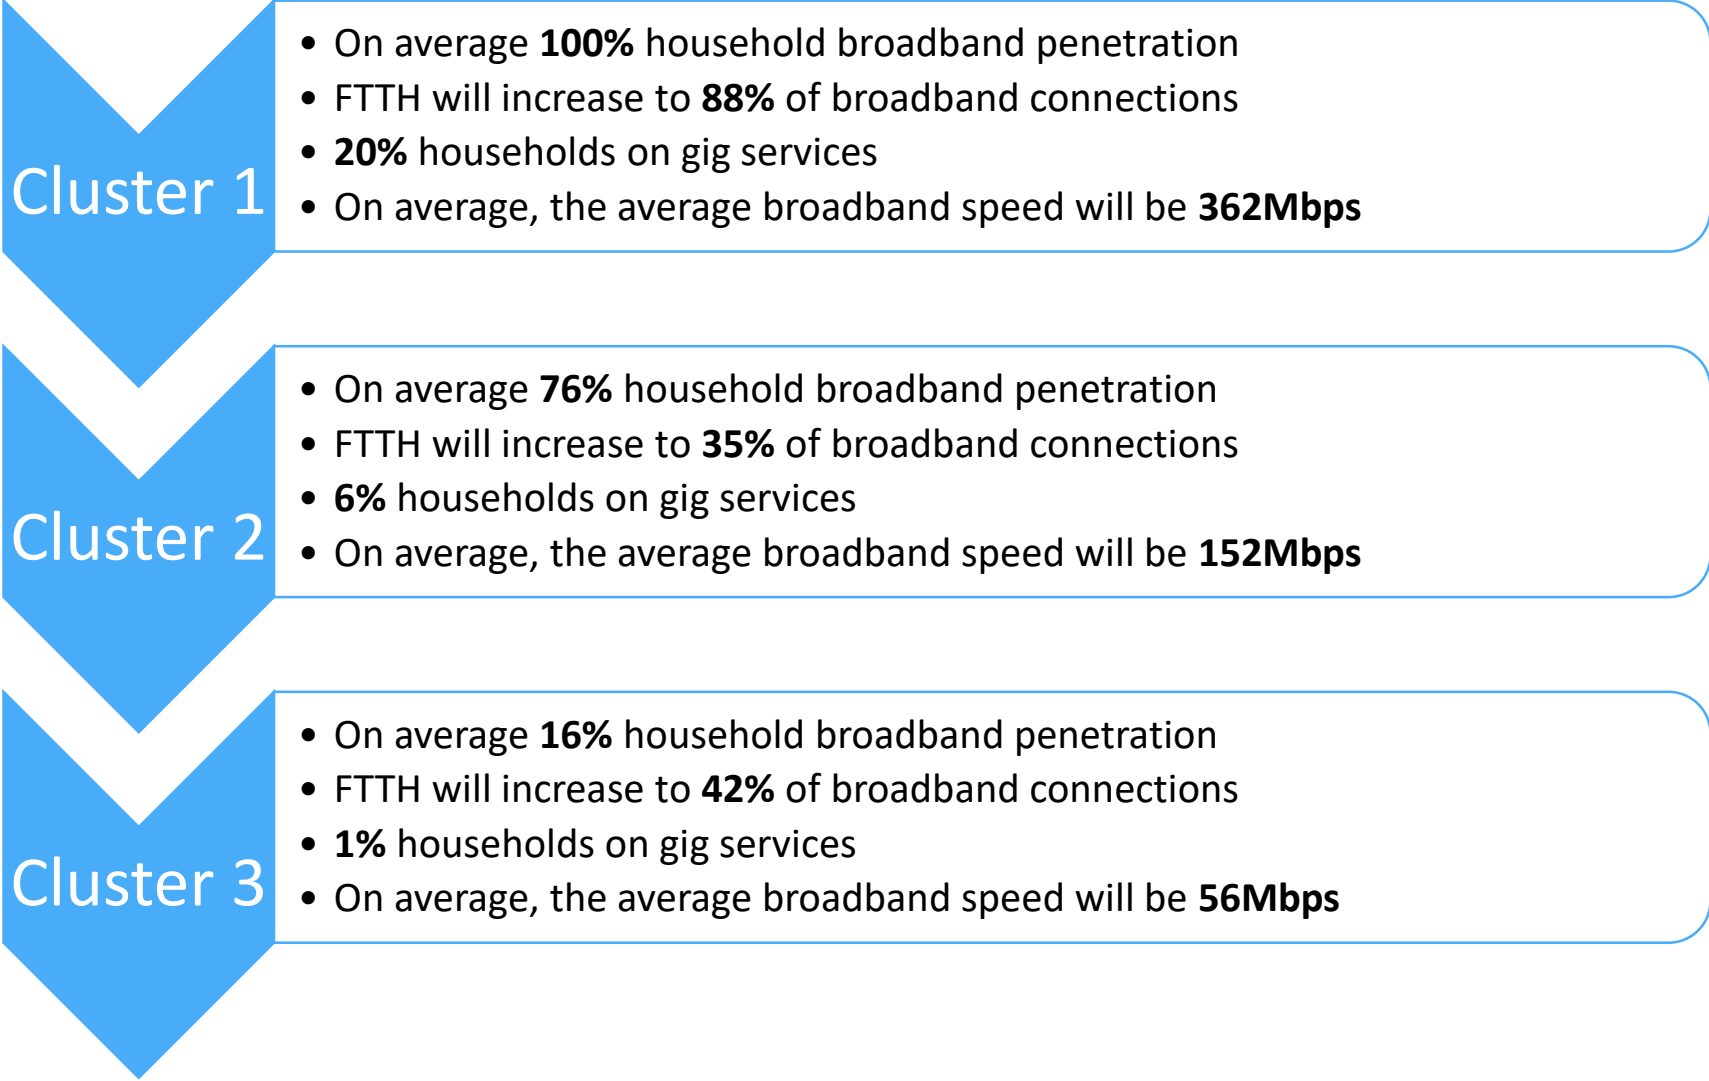 Cluster 1
• On average 100% household broadband penetration
• FTTH will increase to 88% of broadband connections
• 20% households on gig services
• On average, the average broadband speed will be 362Mbps
Cluster 2
• On average 76% household broadband penetration
• FTTH will increase to 35% of broadband connections
• 6% households on gig services
• On average, the average broadband speed will be 152Mbps
Cluster 3
• On average 16% household broadband penetration
• FTTH will increase to 42% of broadband connections
• 1% households on gig services
• On average, the average broadband speed will be 56Mbps